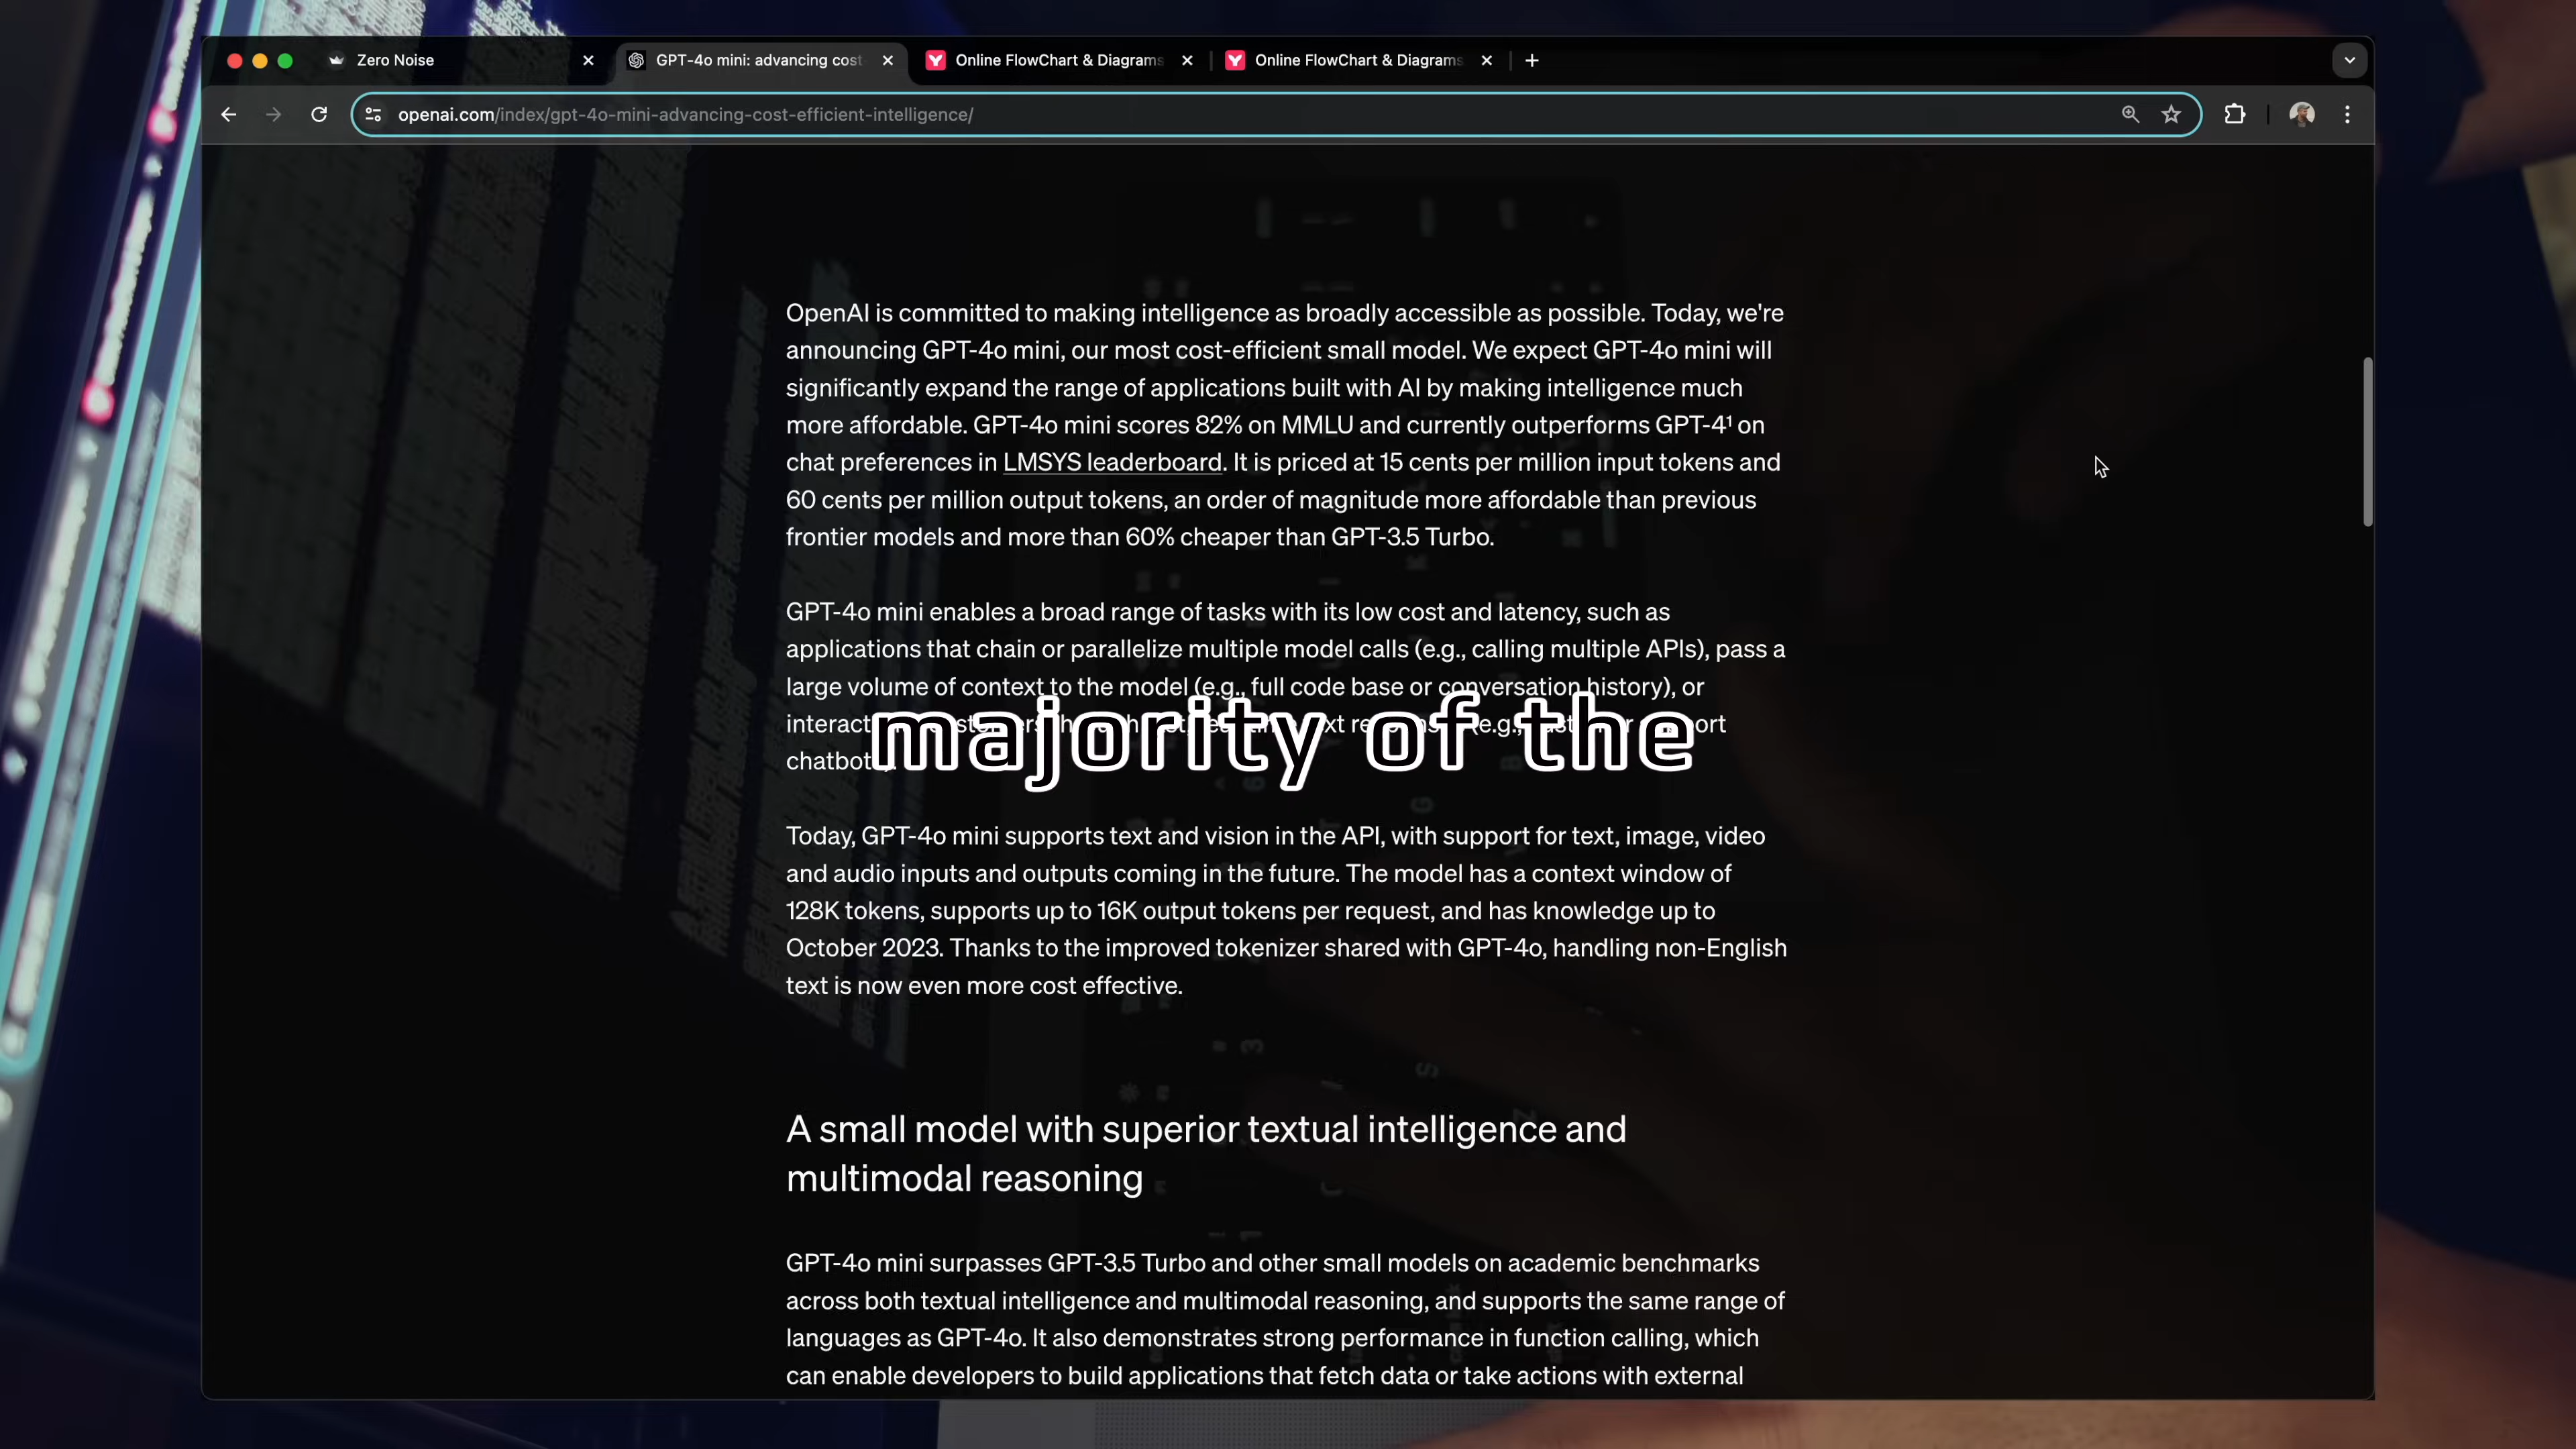 Zero Noise
GPT-4o mini: advancing cost
Online FlowChart & Diagrams
Online FlowChart & Diagrams
openai.com/index/gpt-4o-mini-advancing-cost-efficient-intelligence/
OpenAI is committed to making intelligence as broadly accessible as possible. Today, we're
announcing GPT-4o mini, our most cost-efficient small model. We expect GPT-4o mini will
significantly expand the range of applications built with AI by making intelligence much
more affordable. GPT-4o mini scores 82% on MMLU and currently outperforms GPT-4¹ on
chat preferences in LMSYS leaderboard. It is priced at 15 cents per million input tokens and
60 cents per million output tokens, an order of magnitude more affordable than previous
frontier models and more than 60% cheaper than GPT-3.5 Turbo.
GPT-4o mini enables a broad range of tasks with its low cost and latency, such as
applications that chain or parallelize multiple model calls (e.g., calling multiple APIs), pass a
large volume of context to the model (e.g., full code base or conversation history), or
majority of the
Today, GPT-4o mini supports text and vision in the API, with support for text, image, video
and audio inputs and outputs coming in the future. The model has a context window of
128K tokens, supports up to 16K output tokens per request, and has knowledge up to
October 2023. Thanks to the improved tokenizer shared with GPT-4o, handling non-English
text is now even more cost effective.
A small model with superior textual intelligence and
multimodal reasoning
GPT-4o mini surpasses GPT-3.5 Turbo and other small models on academic benchmarks
across both textual intelligence and multimodal reasoning, and supports the same range of
languages as GPT-4o. It also demonstrates strong performance in function calling, which
can enable developers to build applications that fetch data or take actions with external